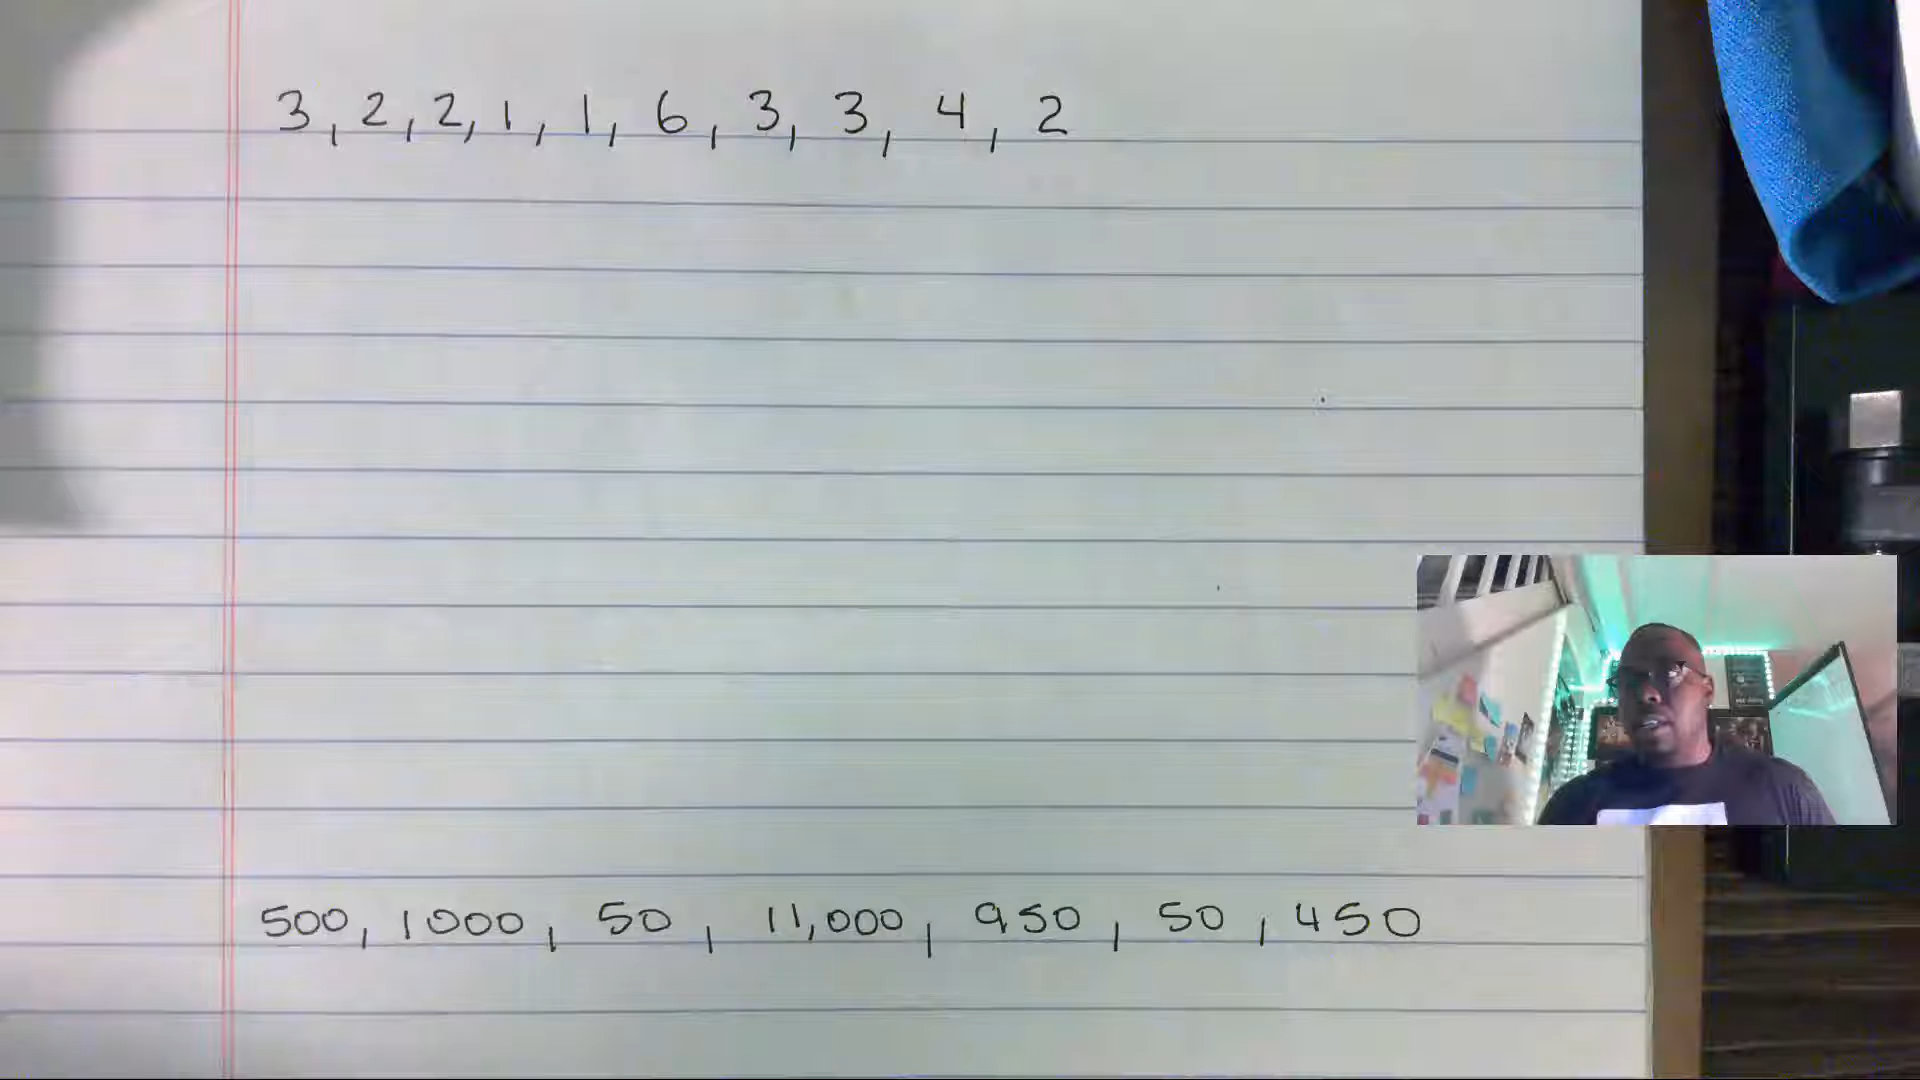 3, 2, 2, 1, 1, 6, 3, 3, 4, 2
500, 1000, 50, 11,000, 950, 50, 450